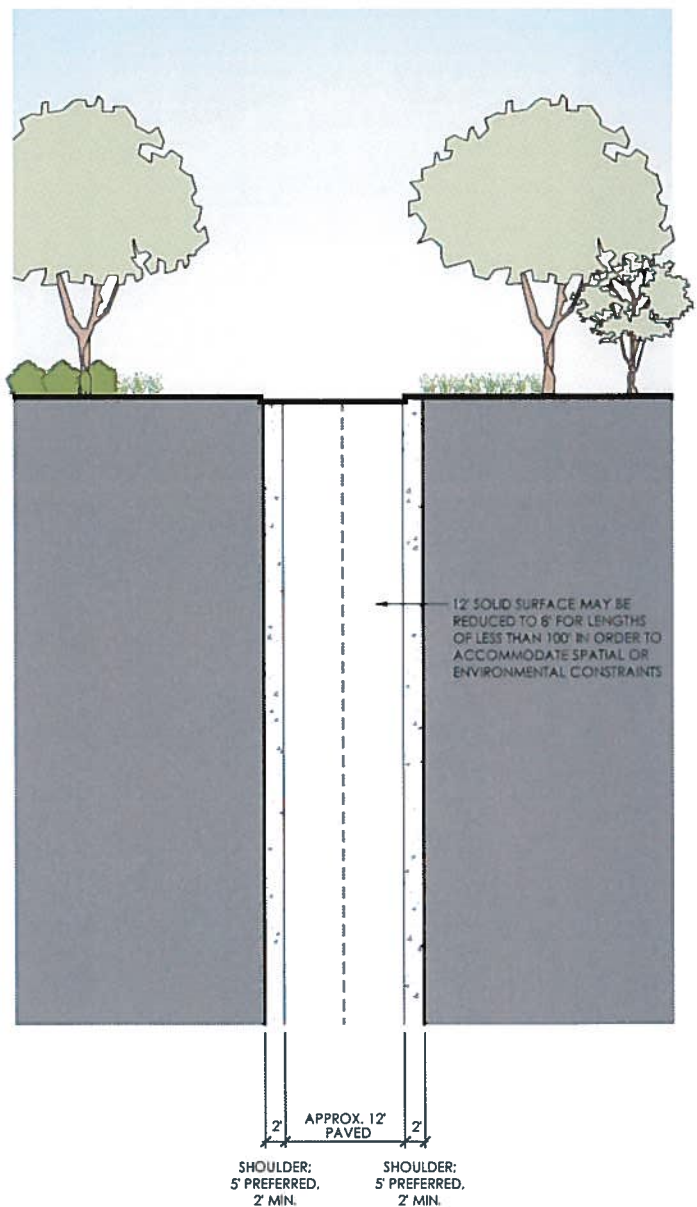 12' SOLID SURFACE MAY BE
REDUCED TO 8' FOR LENGTHS
OF LESS THAN 100' IN ORDER TO
ACCOMMODATE SPATIAL OR
ENVIRONMENTAL CONSTRAINTS
2'
APPROX. 12'
PAVED
2'
SHOULDER;
5' PREFERRED,
2' MIN.
SHOULDER;
5' PREFERRED,
2' MIN.